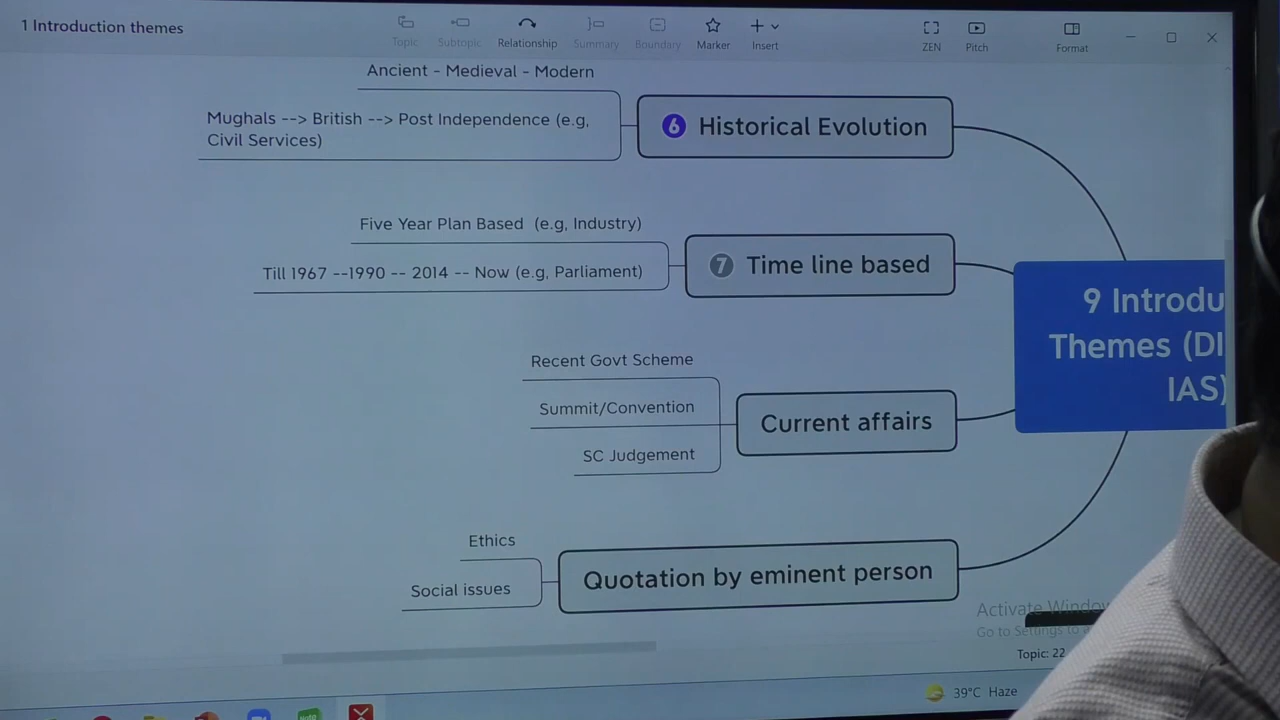 1 Introduction themes
Topic
Subtopic
Relationship
Summary
Boundary
Marker
Insert
ZEN
Pitch
Format
Ancient - Medieval - Modern
Mughals --> British --> Post Independence (e.g,
Civil Services)
6 Historical Evolution
Five Year Plan Based (e.g, Industry)
Till 1967 --1990 -- 2014 -- Now (e.g, Parliament)
7 Time line based
9 Introdu
Themes (DI
IAS)
Recent Govt Scheme
Summit/Convention
SC Judgement
Current affairs
Ethics
Social issues
Quotation by eminent person
Activate Window
Go to Settings to a
Topic: 22
39°C Haze